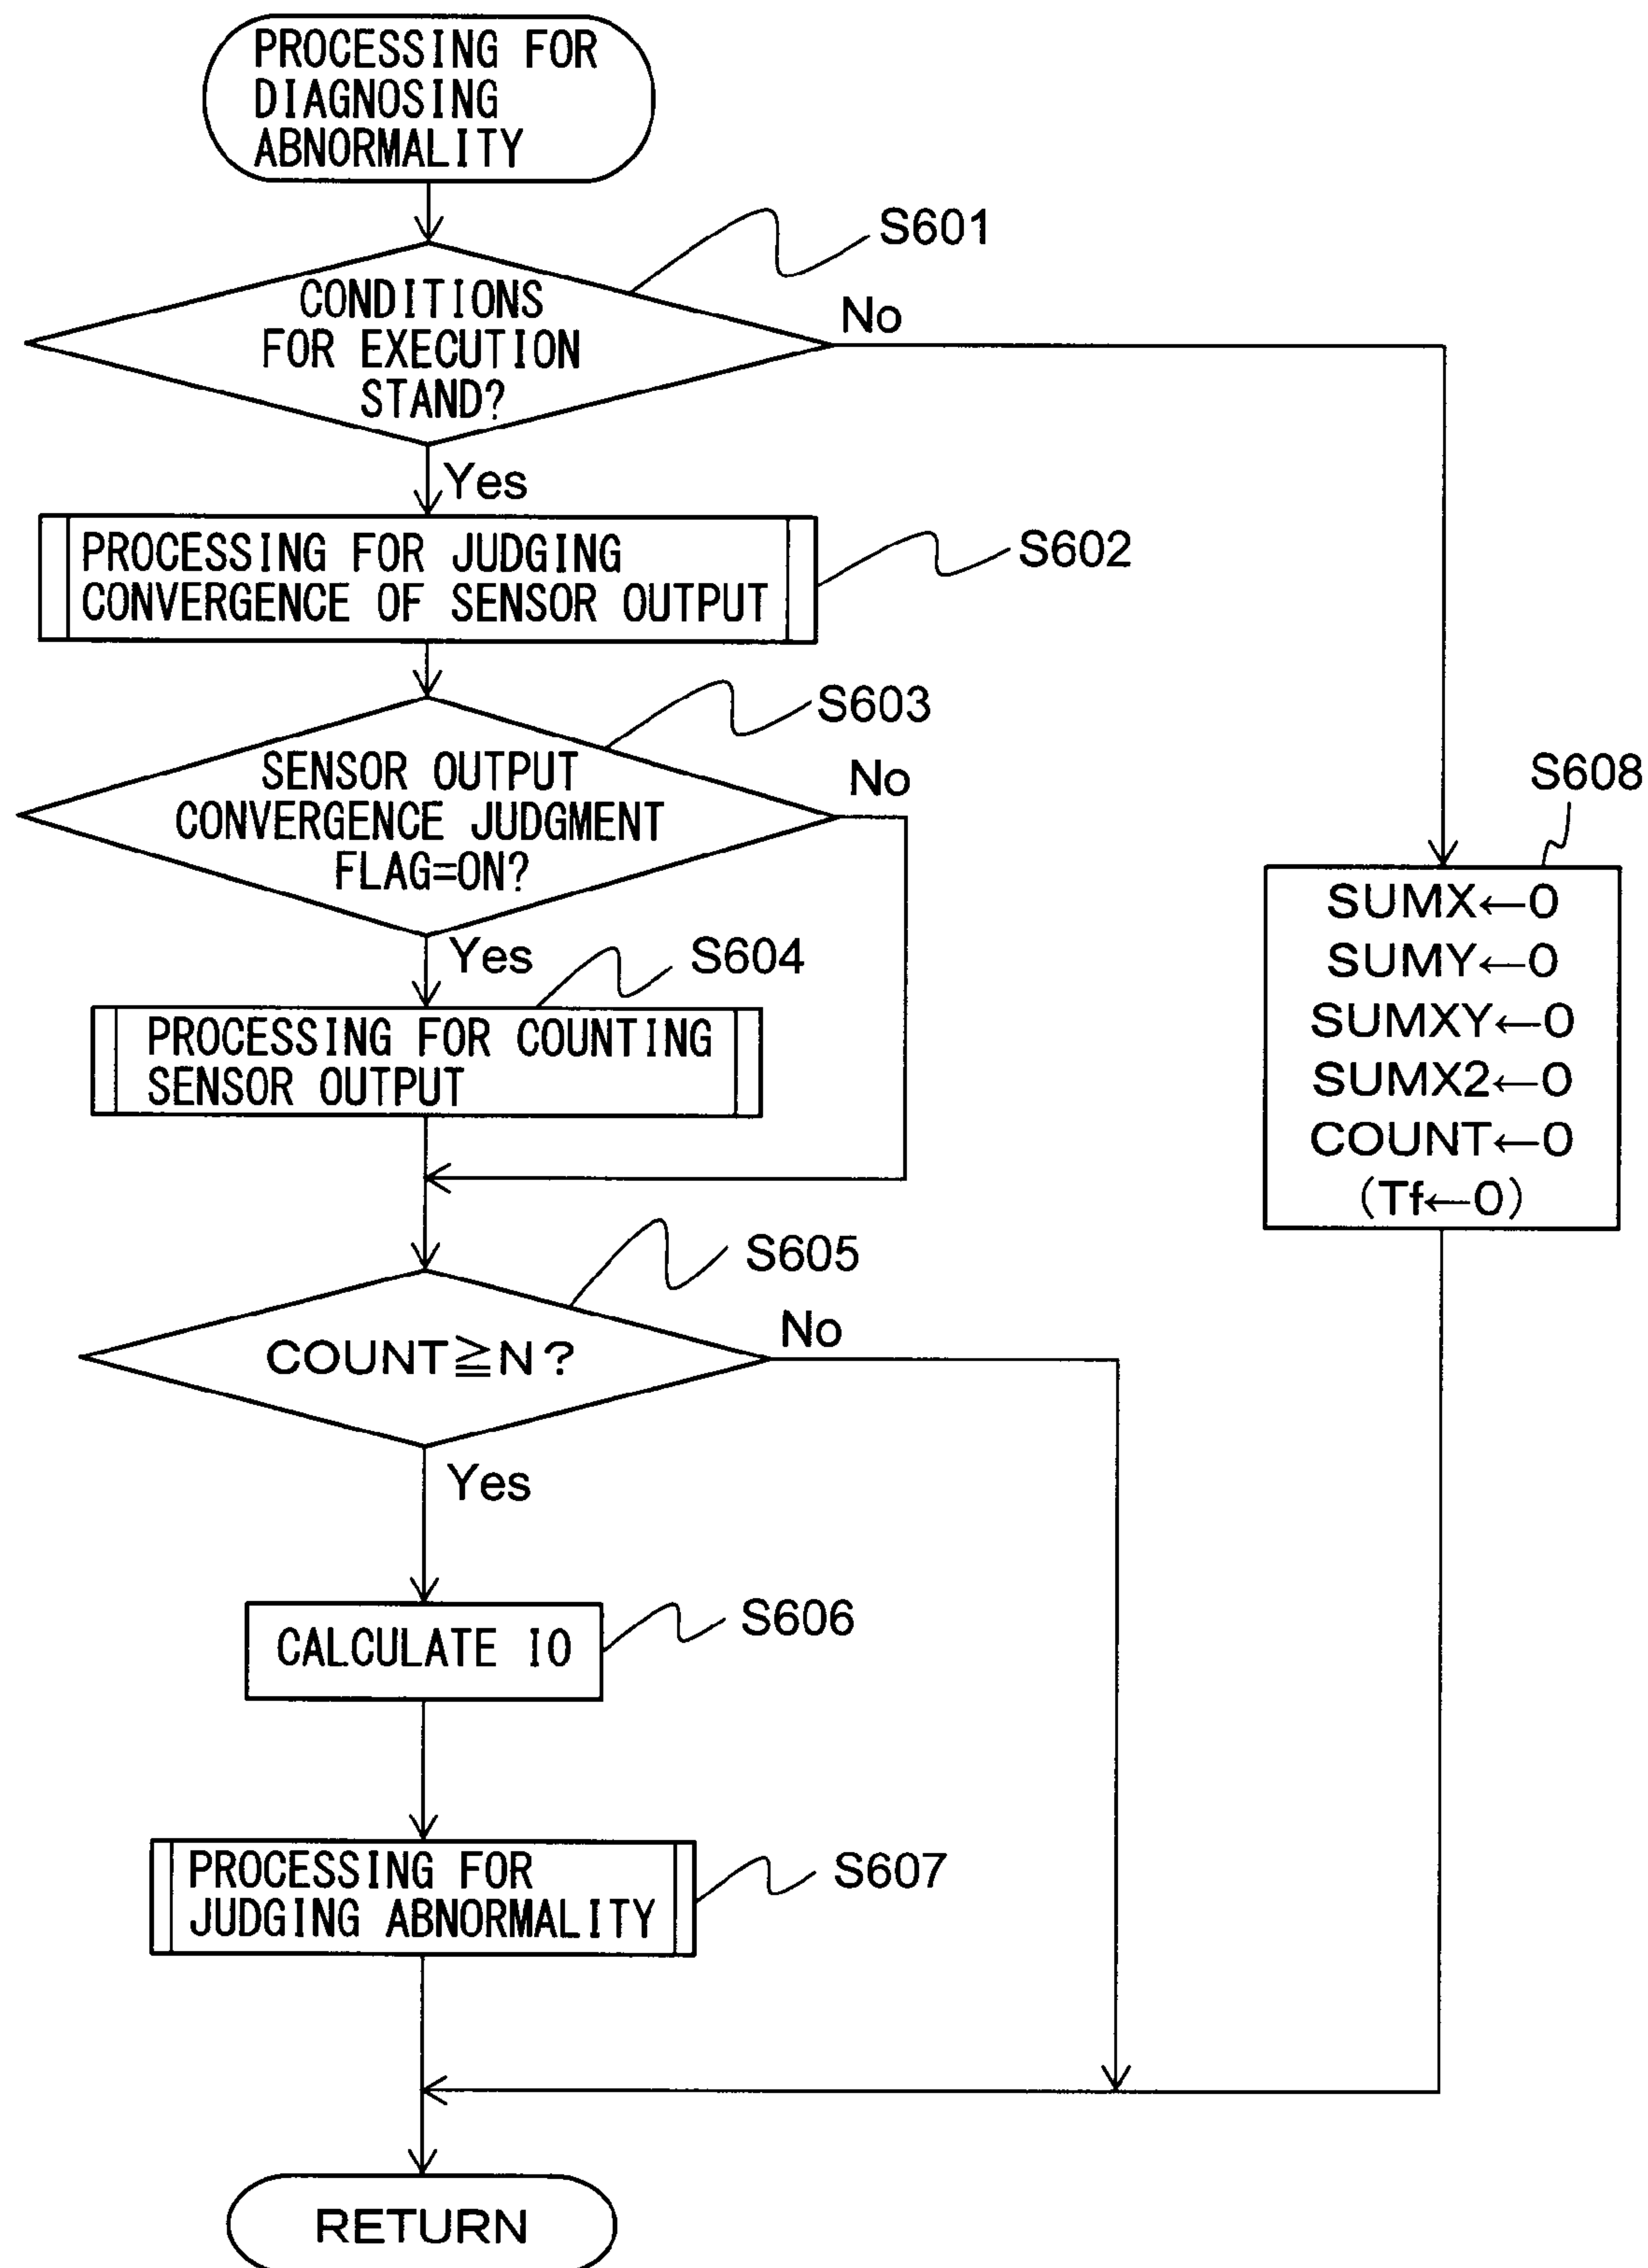 PROCESSING FOR
DIAGNOSING
ABNORMALITY
S601
CONDITIONS
FOR EXECUTION
STAND?
No
Yes
PROCESSING FOR JUDGING
CONVERGENCE OF SENSOR OUTPUT
S602
S603
SENSOR OUTPUT
CONVERGENCE JUDGMENT
FLAG=ON?
No
Yes
S604
PROCESSING FOR COUNTING
SENSOR OUTPUT
S605
COUNT≧N?
No
Yes
CALCULATE I0
S606
PROCESSING FOR
JUDGING ABNORMALITY
S607
S608
SUMX←0
SUMY←0
SUMXY←0
SUMX2←0
COUNT←0
(Tf←0)
RETURN